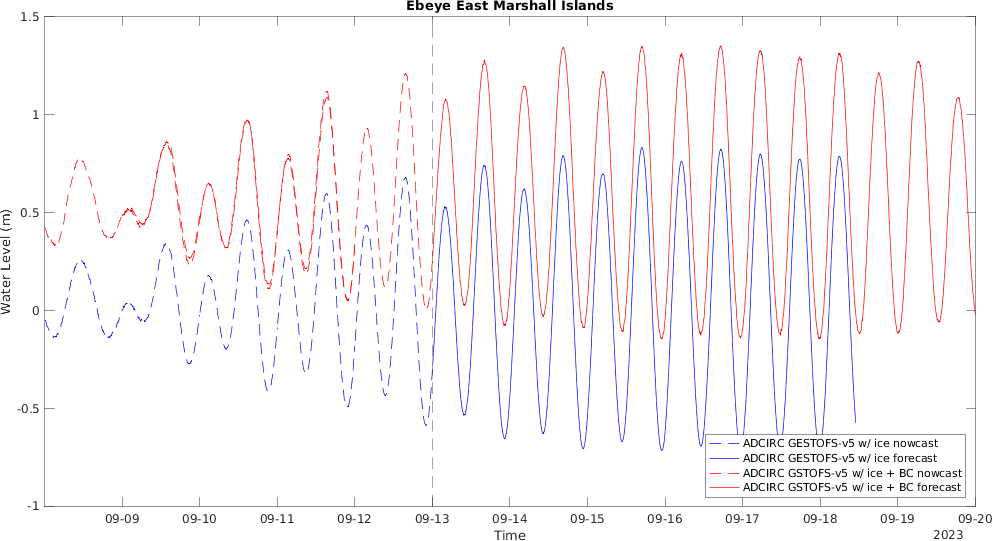 Ebeye East Marshall Islands
Water Level (m)
1.5
1
0.5
0
-0.5
-1
ADCIRC GESTOFS-v5 w/ ice nowcast
ADCIRC GESTOFS-v5 w/ ice forecast
ADCIRC GSTOFS-v5 w/ ice + BC nowcast
ADCIRC GSTOFS-v5 w/ ice + BC forecast
09-09 09-10 09-11 09-12 09-13 09-14 09-15 09-16 09-17 09-18 09-19 09-20
Time
2023